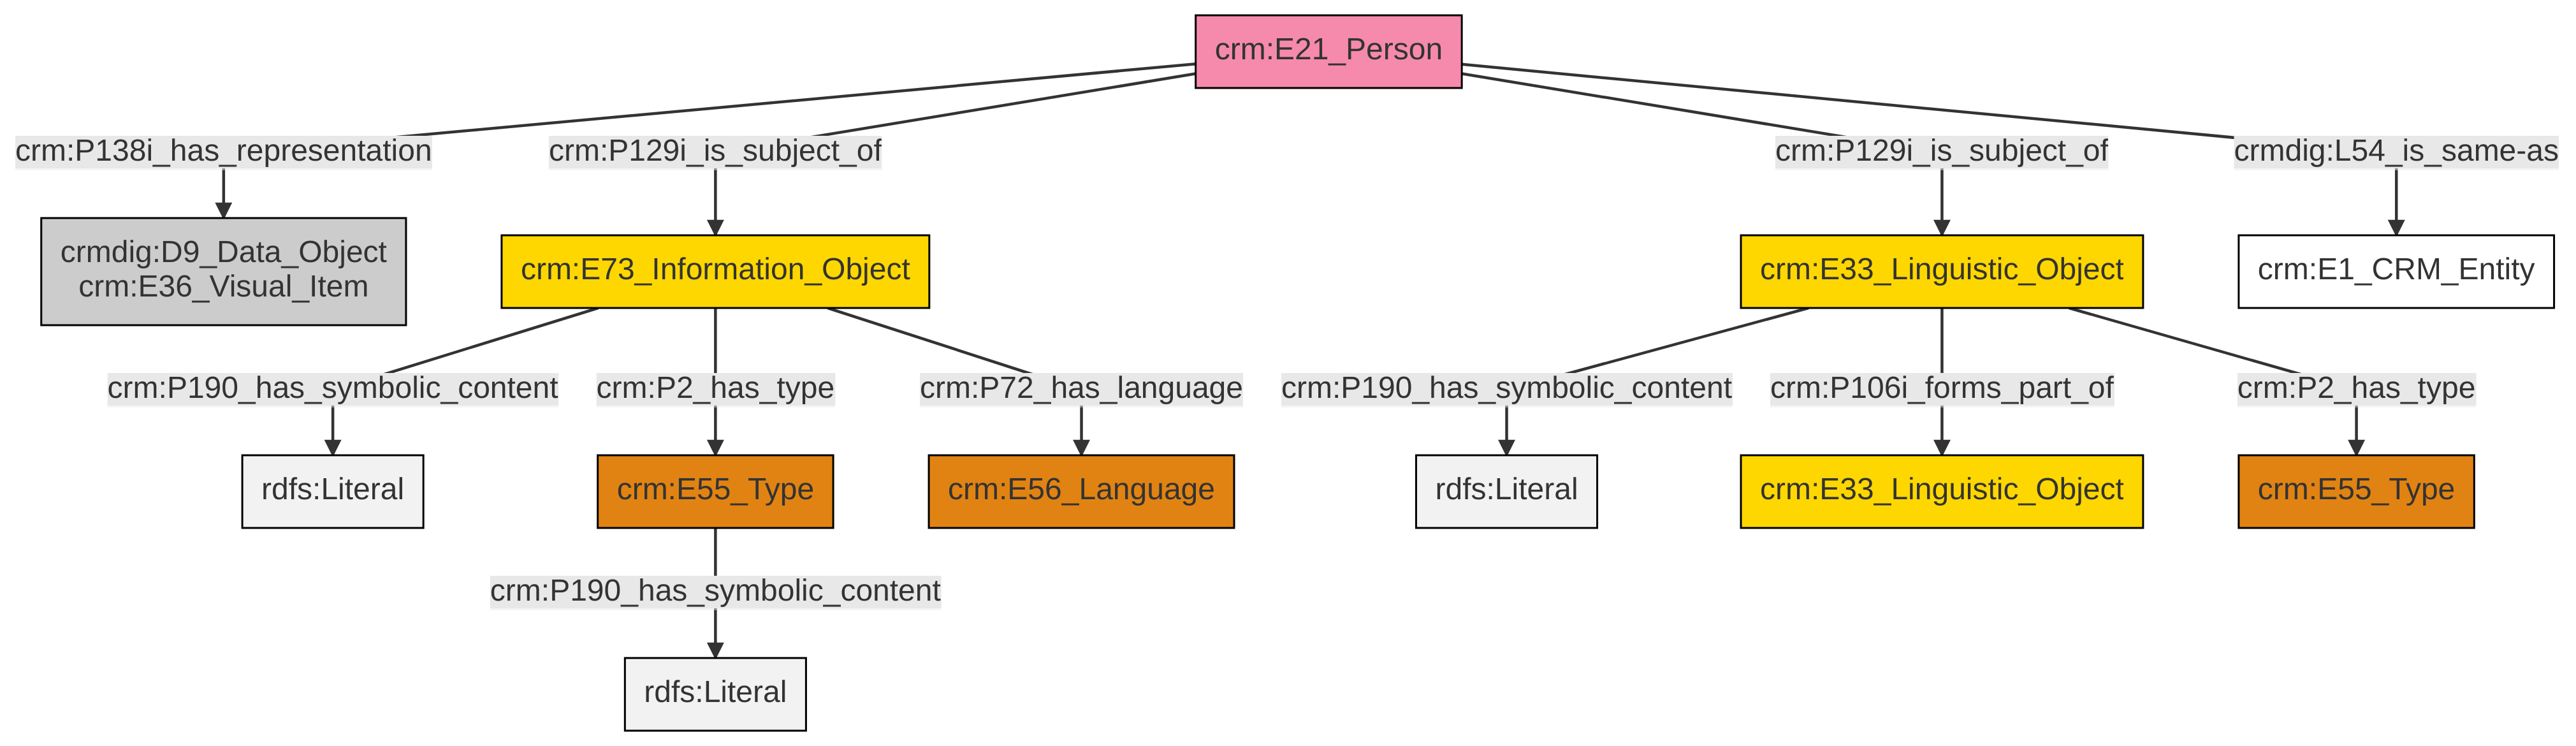 crm:E21_Person
crm:P138i_has_representation
crm:P129i_is_subject_of
crm:P129i_is_subject_of
crmdig:L54_is_same-as
crmdig:D9_Data_Object
crm:E36_Visual_Item
crm:E73_Information_Object
crm:E33_Linguistic_Object
crm:E1_CRM_Entity
crm:P190_has_symbolic_content
crm:P2_has_type
crm:P72_has_language
crm:P190_has_symbolic_content
crm:P106i_forms_part_of
crm:P2_has_type
rdfs:Literal
crm:E55_Type
crm:E56_Language
rdfs:Literal
crm:E33_Linguistic_Object
crm:E55_Type
crm:P190_has_symbolic_content
rdfs:Literal